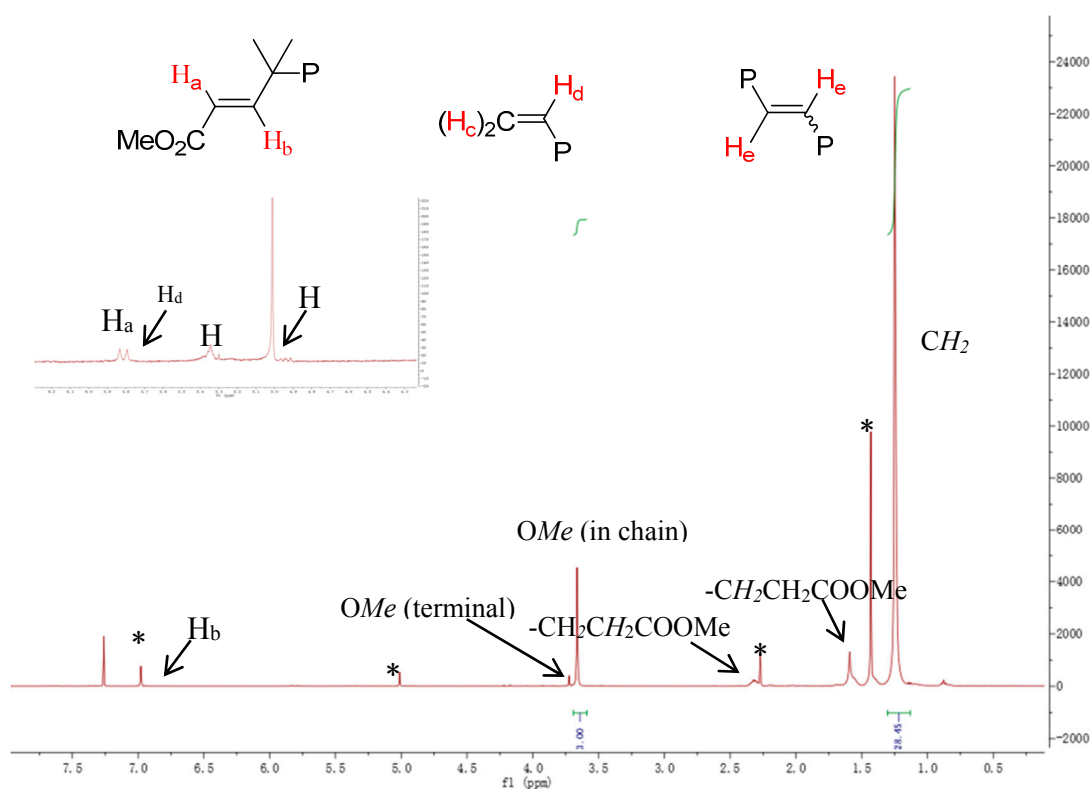 P
Ha
Hb
MeO2C
(Hc)2C
Hd
P
P
He
He
P
24000
22000
20000
18000
16000
14000
12000
10000
8000
6000
4000
2000
0
-2000
Ha
Hd
H
H
CH2
*
OMe (in chain)
-CH2CH2COOMe
OMe (terminal)
-CH2CH2COOMe
*
Hb
*
*
3.00
28.45
7.5 7.0 6.5 6.0 5.5 5.0 4.5 4.0 3.5 3.0 2.5 2.0 1.5 1.0 0.5
f1 (ppm)